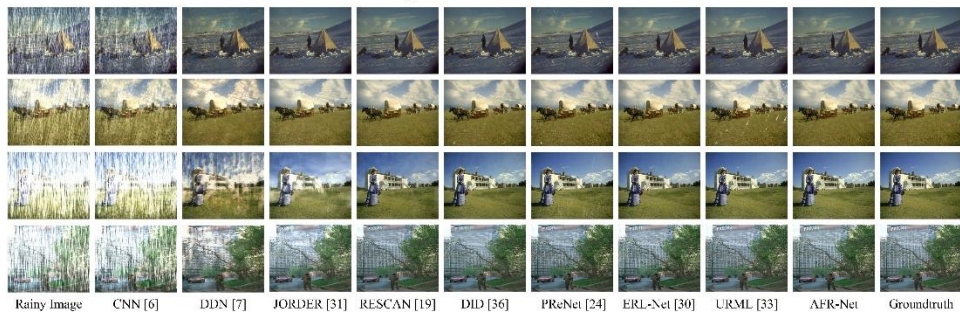 Rainy Image CNN [6] DDN [7] JORDER [31] RESCAN [19] DID [36] PReNet [24] ERL-Net [30] URML [33] AFR-Net Groundtruth